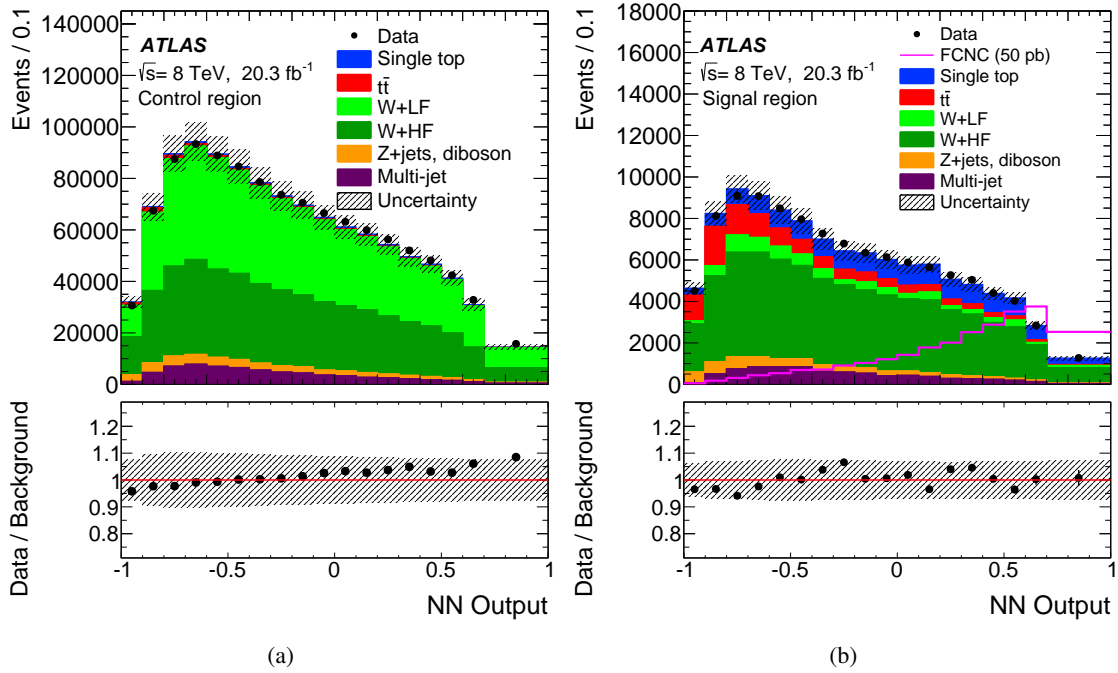 Events / 0.1
140000
120000
100000
80000
60000
40000
20000
0
ATLAS
√s= 8 TeV, 20.3 fb⁻¹
Control region
Data
Single top
tt̄
W+LF
W+HF
Z+jets, diboson
Multi-jet
Uncertainty
Data / Background
1.2
1.1
1
0.9
0.8
-1
-0.5
0
0.5
1
NN Output
(a)
Events / 0.1
18000
16000
14000
12000
10000
8000
6000
4000
2000
0
ATLAS
√s= 8 TeV, 20.3 fb⁻¹
Signal region
Data
FCNC (50 pb)
Single top
tt̄
W+LF
W+HF
Z+jets, diboson
Multi-jet
Uncertainty
Data / Background
1.2
1.1
1
0.9
0.8
-1
-0.5
0
0.5
1
NN Output
(b)